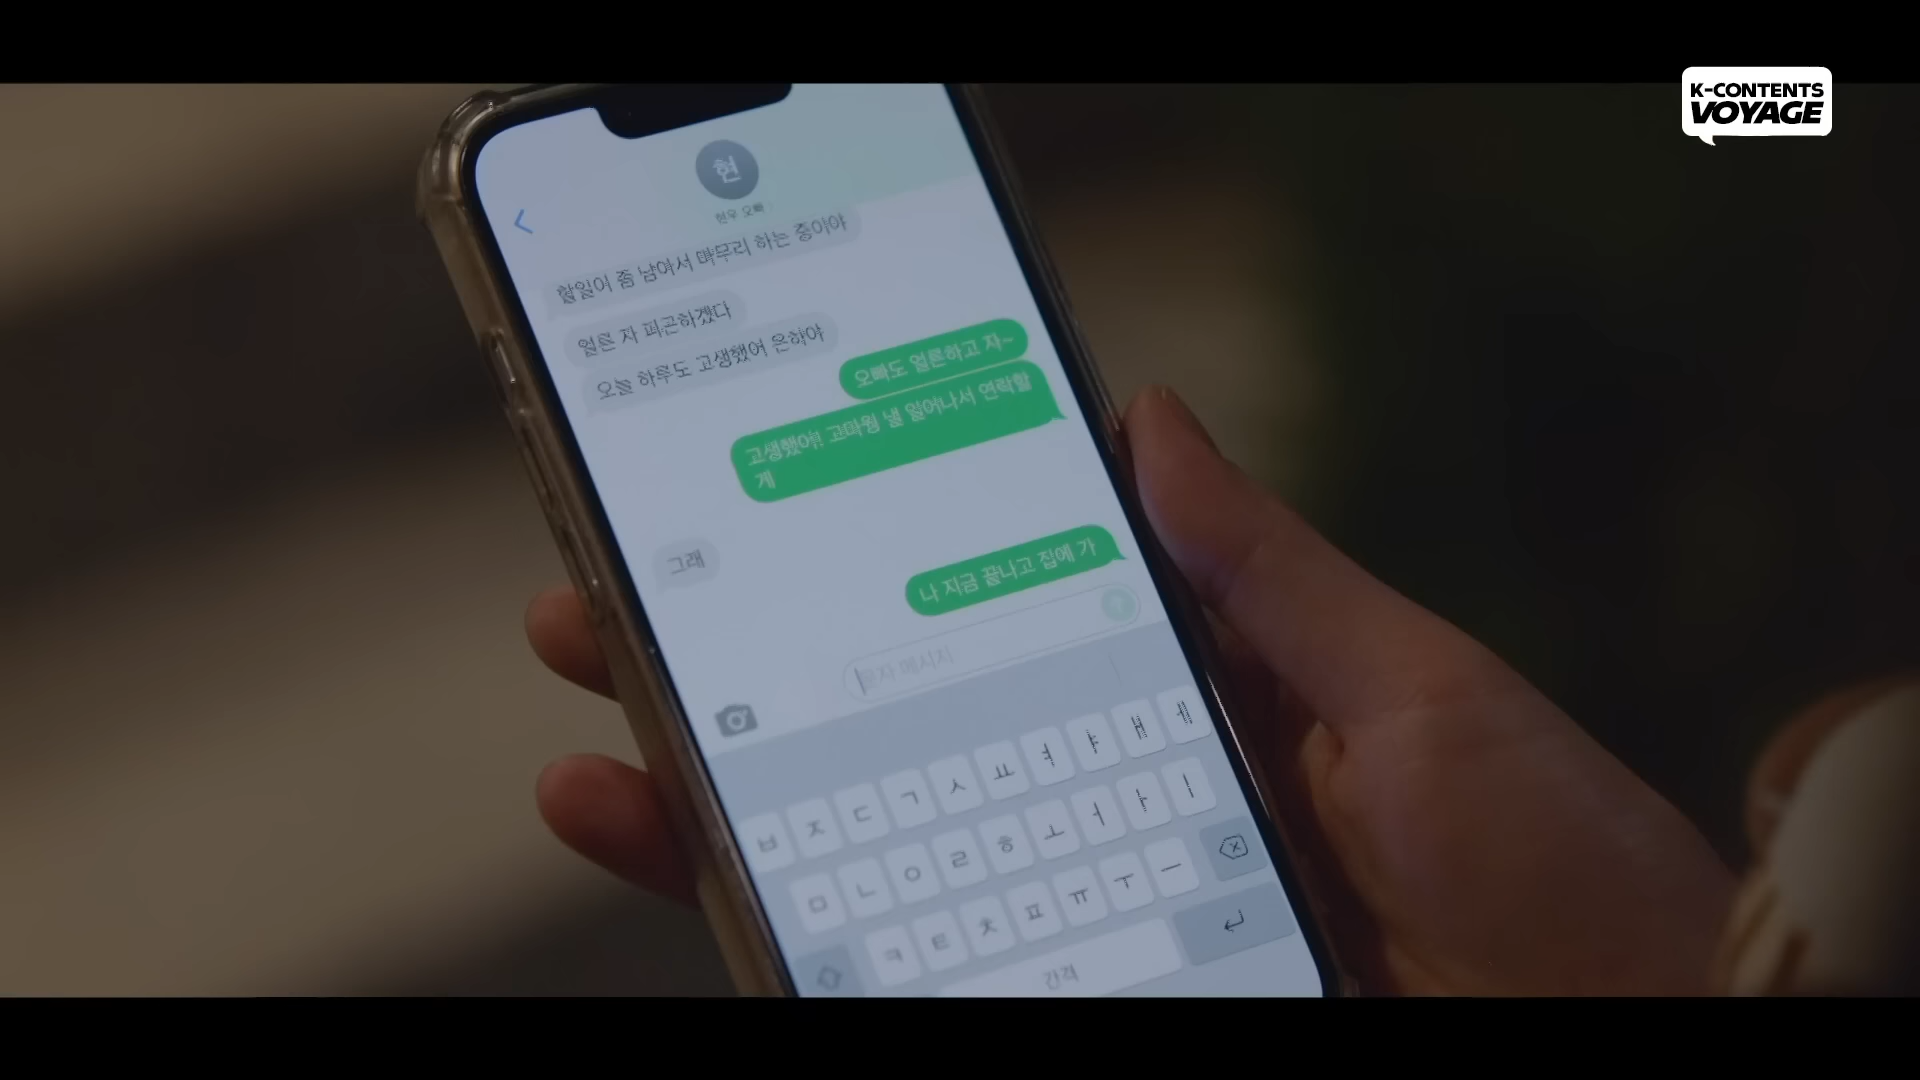 K-CONTENTS
VOYAGE
현
현우 오빠
할일이 좀 남여서 마무리 하는 중이야
얼른 자 피곤하겠다
오늘 하루도 고생했어 은하야
오빠도 얼른하고 자~
고생했어! 고마웡 낼 일어나서 연락할
게
그래
나 지금 끝나고 집에 가
문자 메시지
ㅂ ㅈ ㄷ ㄱ ㅅ ㅛ ㅕ ㅑ ㅐ ㅔ
ㅁ ㄴ ㅇ ㄹ ㅎ ㅗ ㅓ ㅏ ㅣ
ㅋ ㅌ ㅊ ㅍ ㅠ ㅜ ㅡ
간격